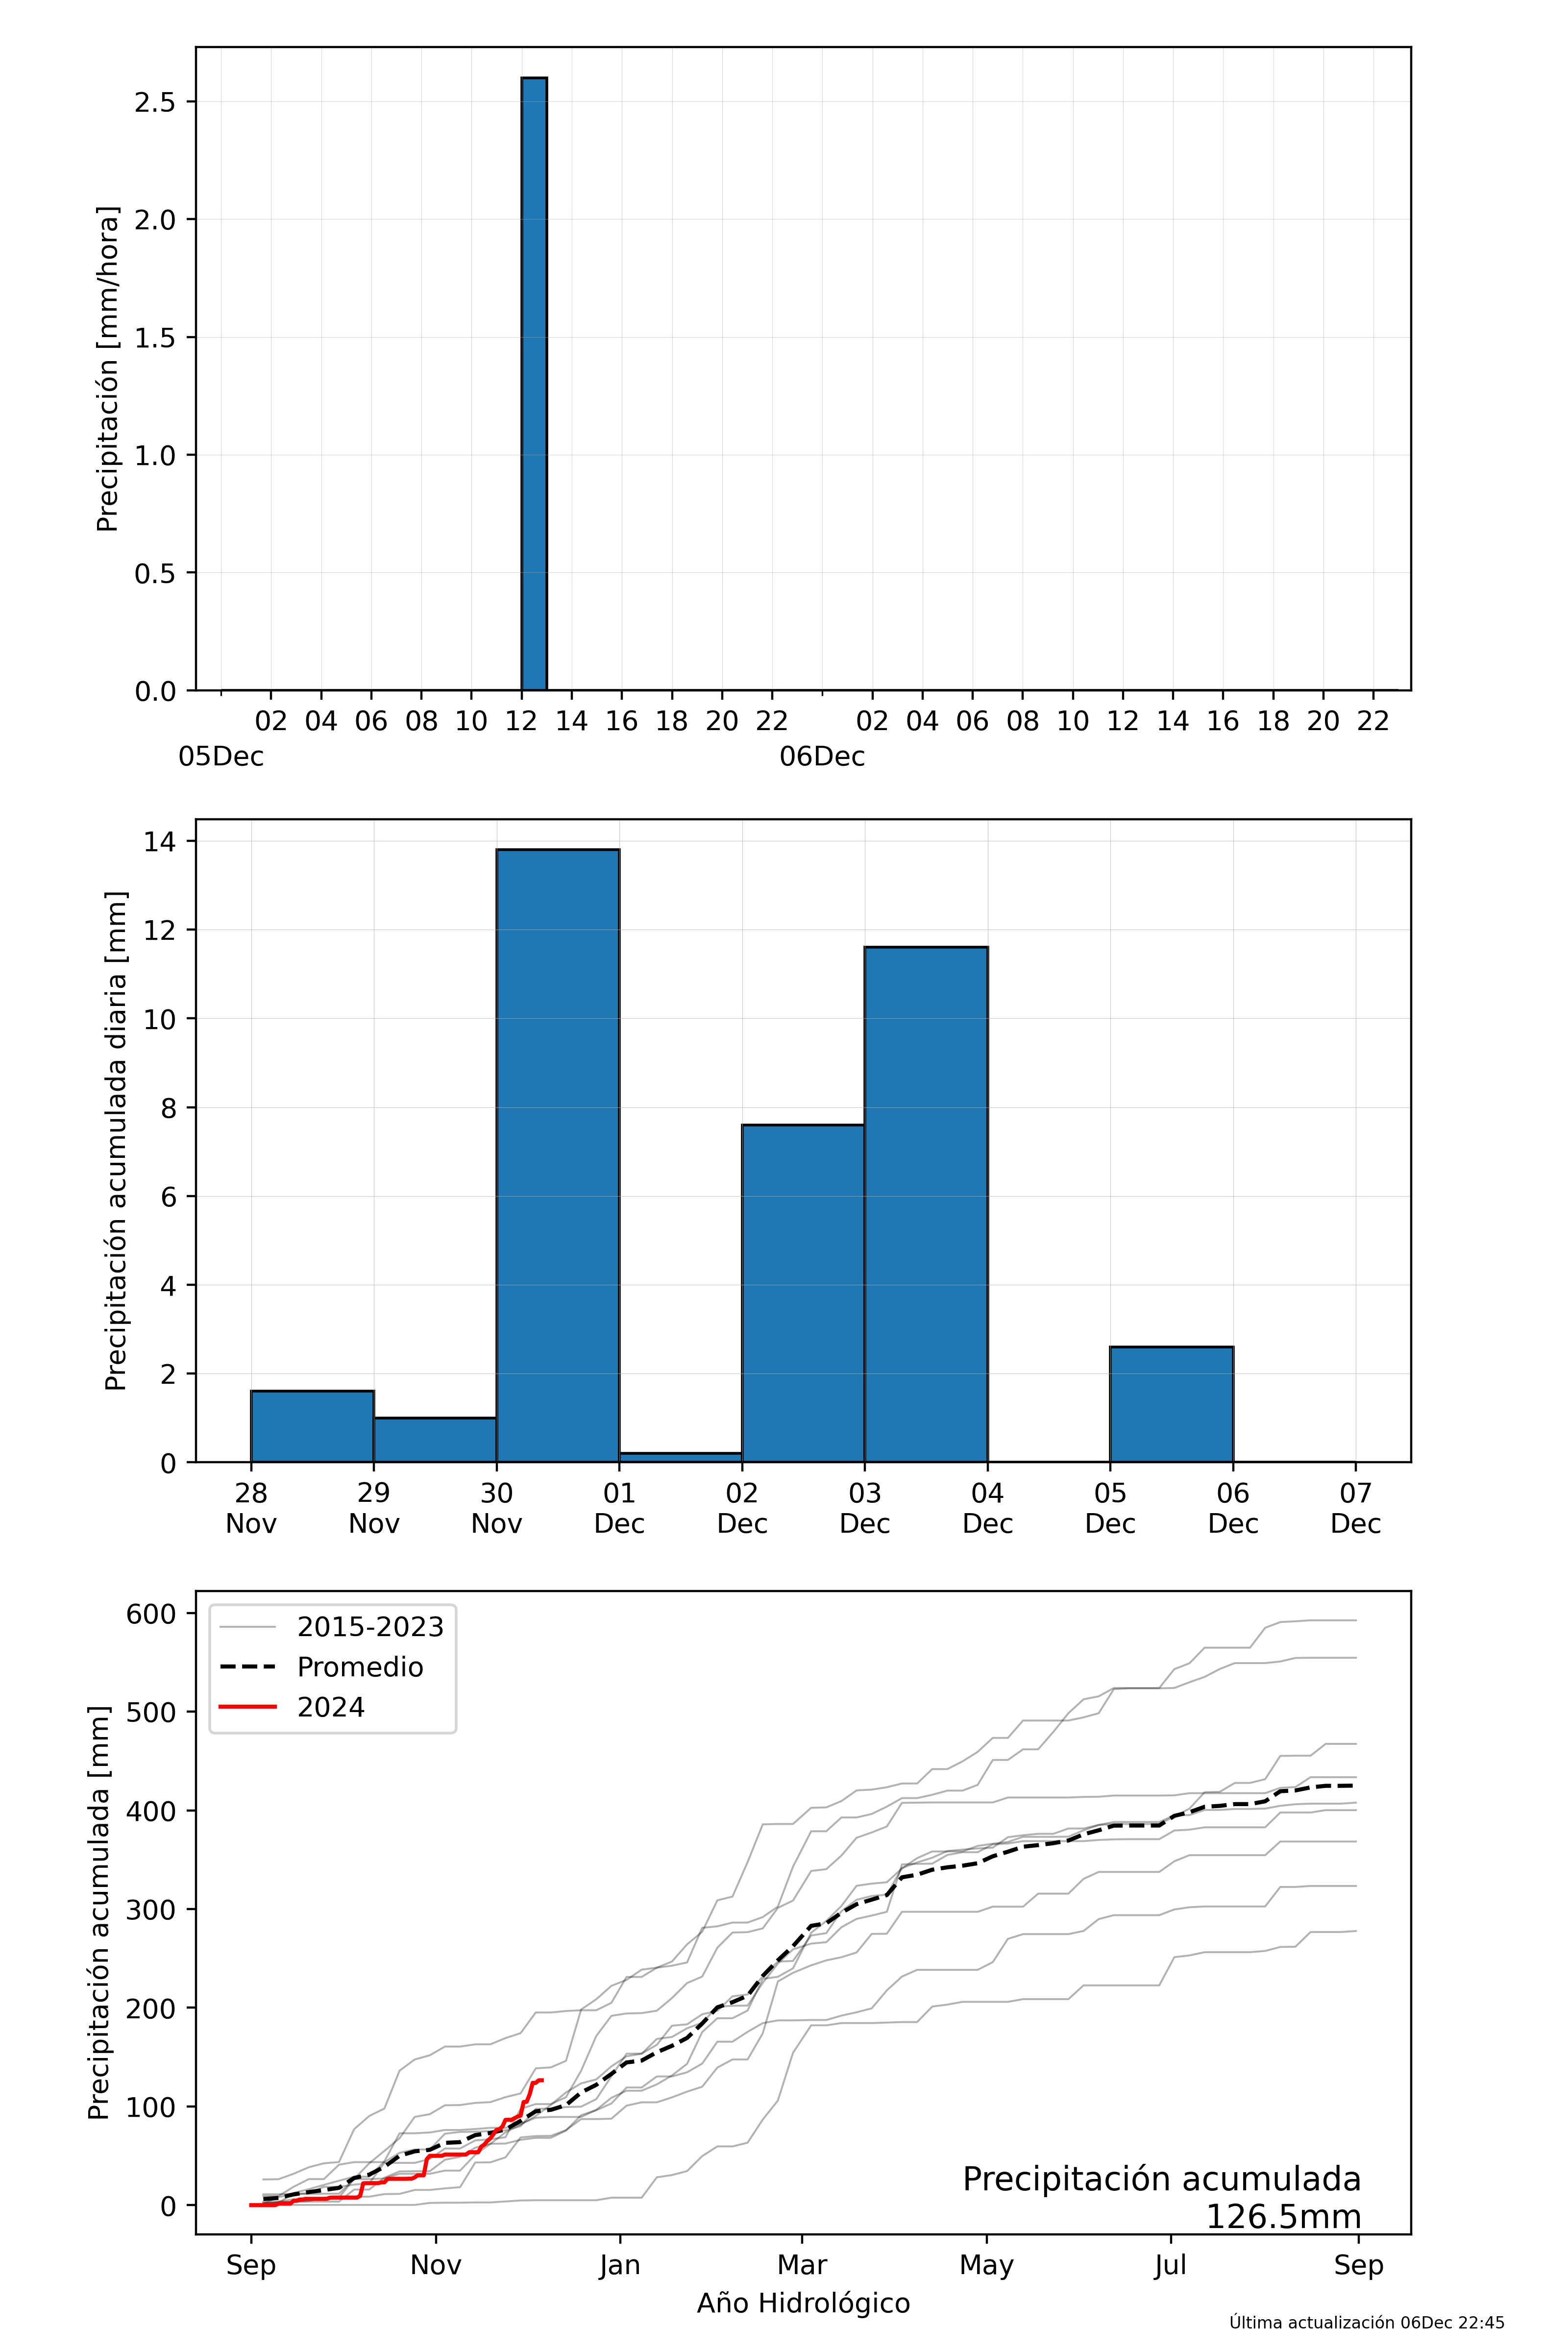 Precipitación [mm/hora]
2.5
2.0
1.5
1.0
0.5
0.0
02 04 06 08 10 12 14 16 18 20 22 02 04 06 08 10 12 14 16 18 20 22
05Dec 06Dec
Precipitación acumulada diaria [mm]
14
12
10
8
6
4
2
0
28 29 30 01 02 03 04 05 06 07
Nov Nov Nov Dec Dec Dec Dec Dec Dec Dec
Precipitación acumulada [mm]
600
500
400
300
200
100
0
2015-2023
Promedio
2024
Precipitación acumulada
126.5mm
Sep Nov Jan Mar May Jul Sep
Año Hidrológico
Última actualización 06Dec 22:45